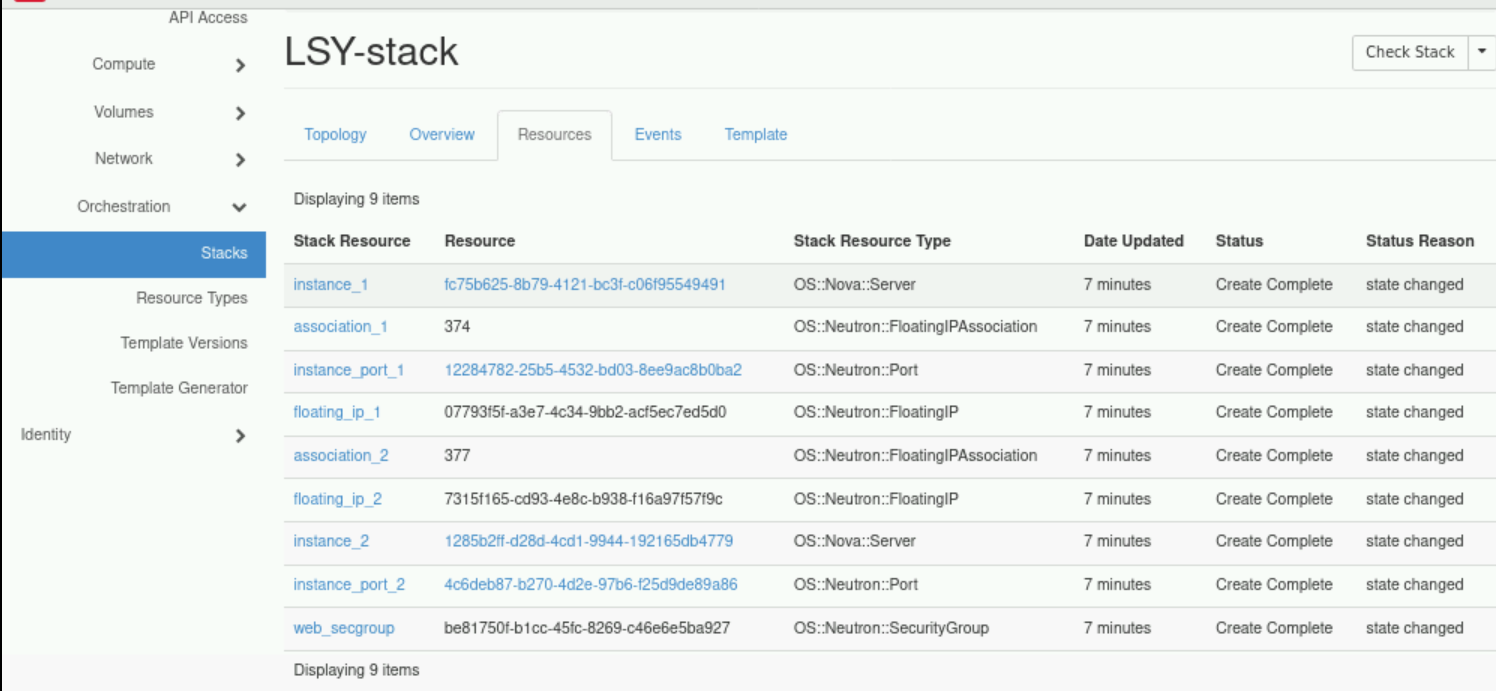 API Access
Compute
Volumes
Network
Orchestration
Stacks
Resource Types
Template Versions
Template Generator
Identity
LSY-stack
Check Stack
Topology Overview Resources Events Template
Displaying 9 items
Stack Resource Resource Stack Resource Type Date Updated Status Status Reason
instance_1 fc75b625-8b79-4121-bc3f-c06f95549491 OS::Nova::Server 7 minutes Create Complete state changed
association_1 374 OS::Neutron::FloatingIPAssociation 7 minutes Create Complete state changed
instance_port_1 12284782-25b5-4532-bd03-8ee9ac8b0ba2 OS::Neutron::Port 7 minutes Create Complete state changed
floating_ip_1 07793f5f-a3e7-4c34-9bb2-acf5ec7ed5d0 OS::Neutron::FloatingIP 7 minutes Create Complete state changed
association_2 377 OS::Neutron::FloatingIPAssociation 7 minutes Create Complete state changed
floating_ip_2 7315f165-cd93-4e8c-b938-f16a97f57f9c OS::Neutron::FloatingIP 7 minutes Create Complete state changed
instance_2 1285b2ff-d28d-4cd1-9944-192165db4779 OS::Nova::Server 7 minutes Create Complete state changed
instance_port_2 4c6deb87-b270-4d2e-97b6-f25d9de89a86 OS::Neutron::Port 7 minutes Create Complete state changed
web_secgroup be81750f-b1cc-45fc-8269-c46e6e5ba927 OS::Neutron::SecurityGroup 7 minutes Create Complete state changed
Displaying 9 items